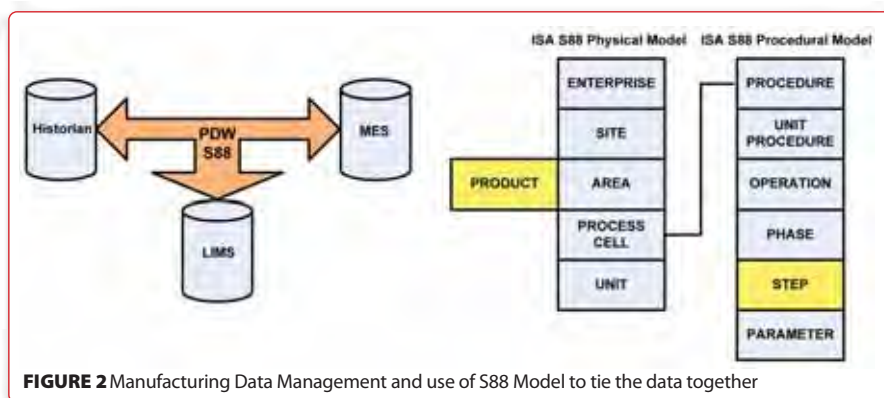 ISA S88 Physical Model
ISA S88 Procedural Model
Historian
PDW
S88
MES
LIMS
PRODUCT
ENTERPRISE
SITE
AREA
PROCESS
CELL
UNIT
PROCEDURE
UNIT
PROCEDURE
OPERATION
PHASE
STEP
PARAMETER
FIGURE 2 Manufacturing Data Management and use of S88 Model to tie the data together